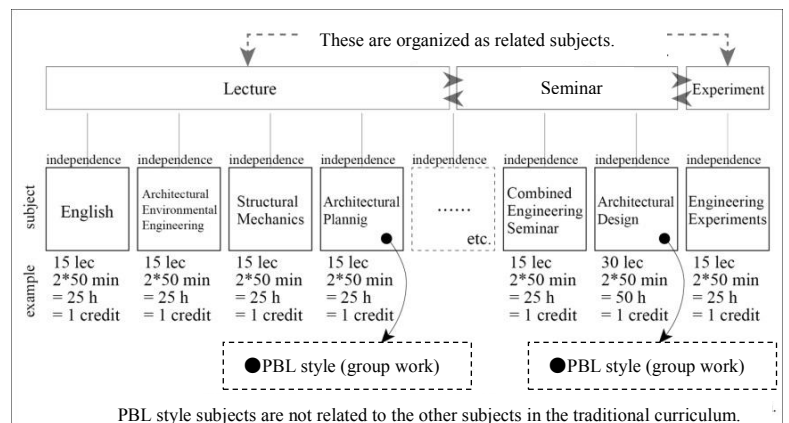 These are organized as related subjects.
Lecture
Seminar
Experiment
independence
independence
independence
independence
independence
independence
independence
independence
subject
English
Architectural
Environmental
Engineering
Structural
Mechanics
Architectural
Plannig
......
etc.
Combined
Engineering
Seminar
Architectural
Design
Engineering
Experiments
example
15 lec
2*50 min
= 25 h
= 1 credit
15 lec
2*50 min
= 25 h
= 1 credit
15 lec
2*50 min
= 25 h
= 1 credit
15 lec
2*50 min
= 25 h
= 1 credit
15 lec
2*50 min
= 25 h
= 1 credit
30 lec
2*50 min
= 50 h
= 1 credit
15 lec
2*50 min
= 25 h
= 1 credit
●PBL style (group work)
●PBL style (group work)
PBL style subjects are not related to the other subjects in the traditional curriculum.